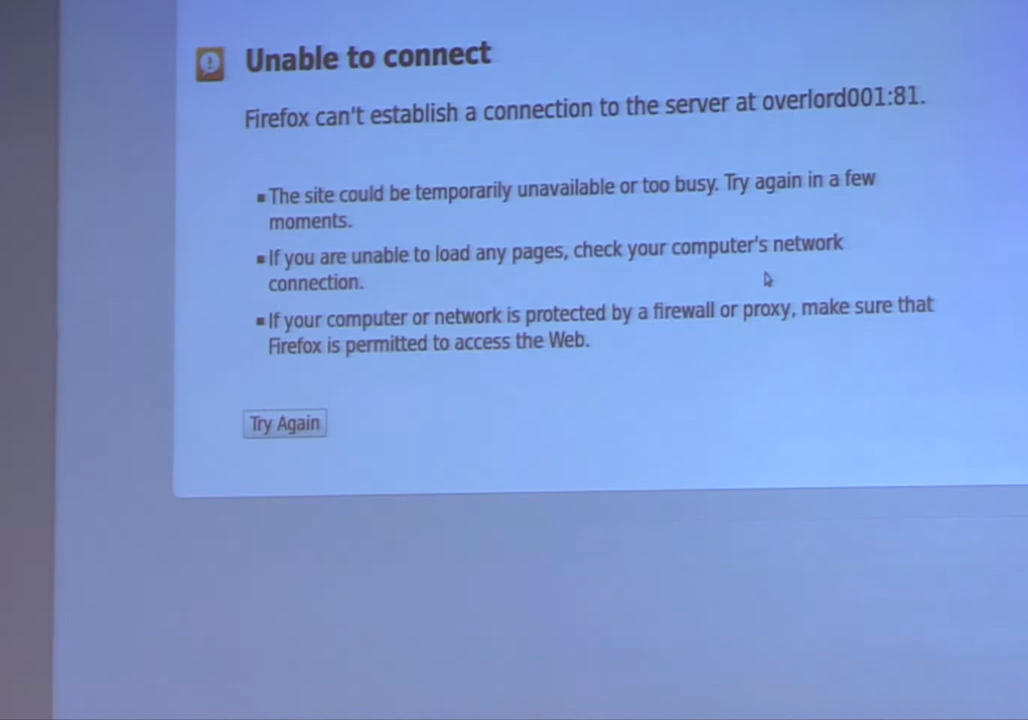 Unable to connect
Firefox can't establish a connection to the server at overlord001:81.
▪ The site could be temporarily unavailable or too busy. Try again in a few
moments.
▪ If you are unable to load any pages, check your computer's network
connection.
▪ If your computer or network is protected by a firewall or proxy, make sure that
Firefox is permitted to access the Web.
Try Again